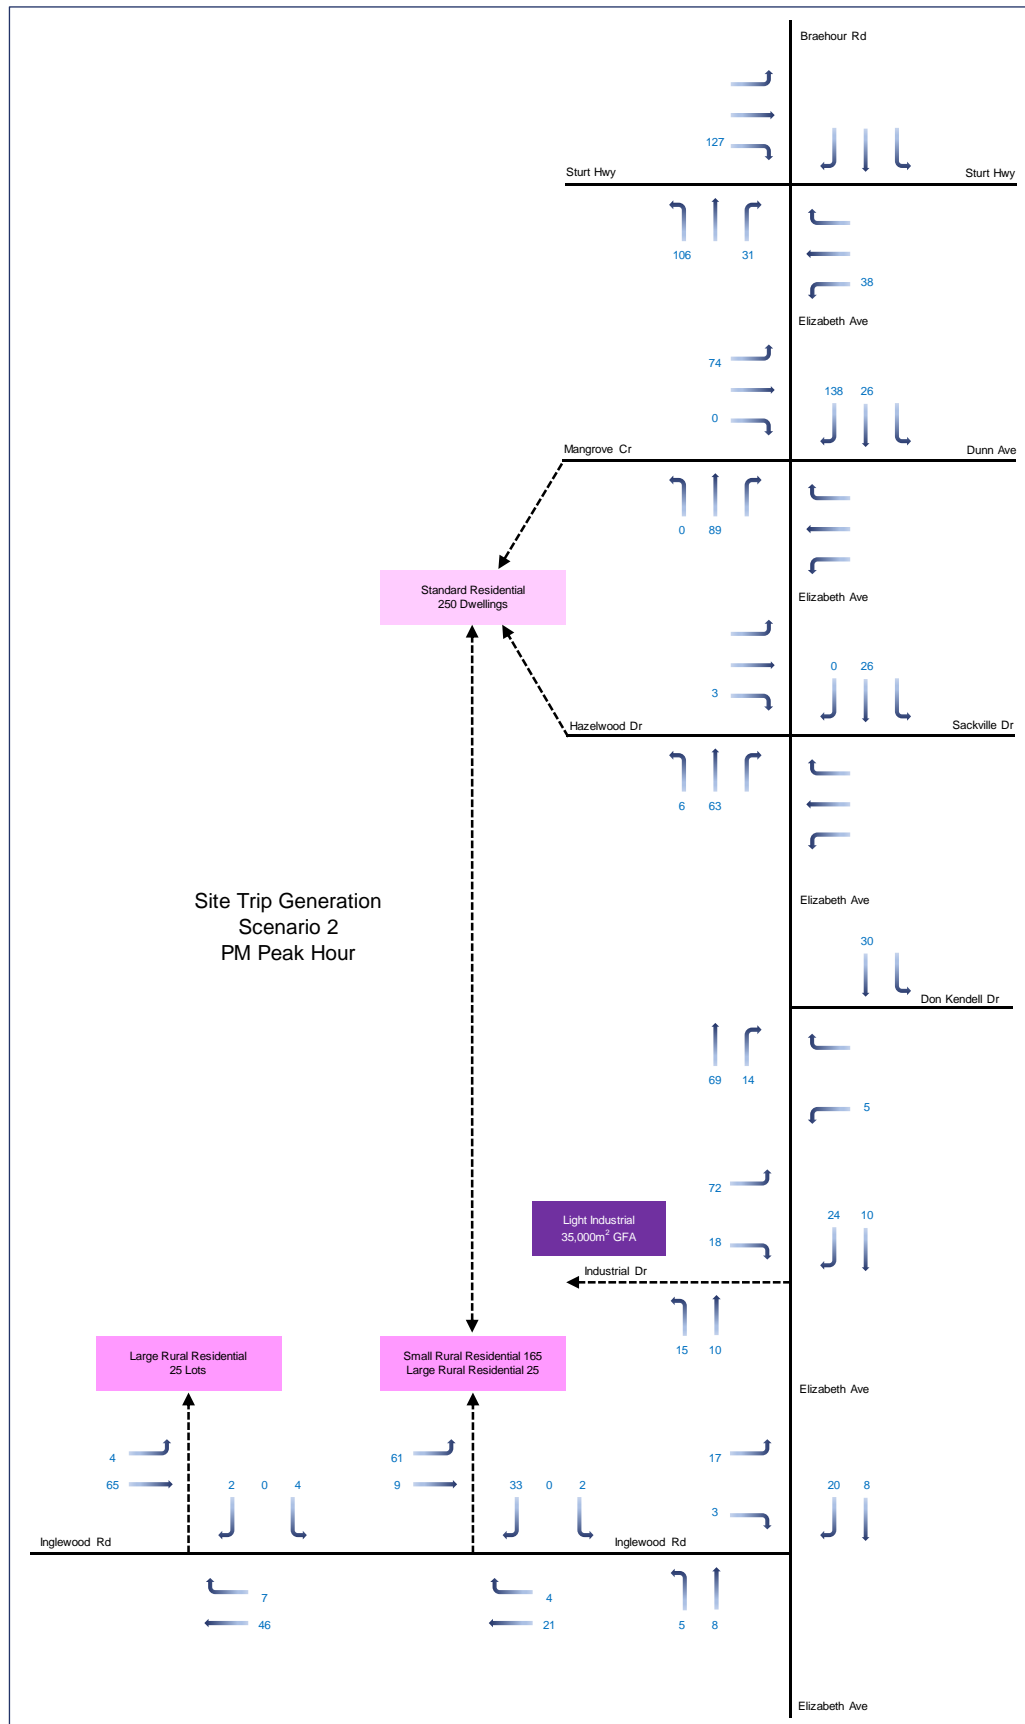 Braehour Rd
127
Sturt Hwy
Sturt Hwy
106 31
38
Elizabeth Ave
74
138 26
0
Mangrove Cr
Dunn Ave
0 89
Standard Residential
250 Dwellings
Elizabeth Ave
0 26
3
Hazelwood Dr
Sackville Dr
6 63
Site Trip Generation
Scenario 2
PM Peak Hour
Elizabeth Ave
30
Don Kendell Dr
69 14
5
72
Light Industrial
35,000m² GFA
24 10
18
Industrial Dr
15 10
Large Rural Residential
25 Lots
Small Rural Residential 165
Large Rural Residential 25
Elizabeth Ave
4
61
17
65
2 0 4
9
33 0 2
20 8
3
Inglewood Rd
Inglewood Rd
7
4
46
21
5 8
Elizabeth Ave